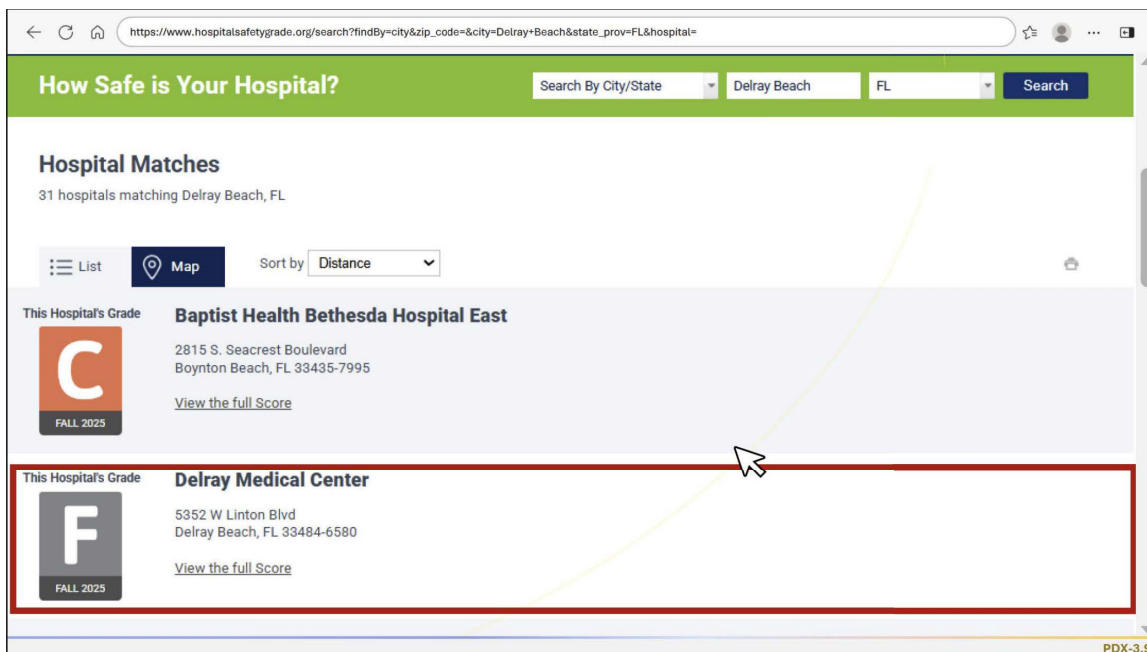 https://www.hospitalsafetygrade.org/search?findBy=city&zip_code=&city=Delray+Beach&state_prov=FL&hospital=
How Safe is Your Hospital?
Search By City/State
Delray Beach
FL
Search
Hospital Matches
31 hospitals matching Delray Beach, FL
List
Map
Sort by
Distance
This Hospital's Grade
C
FALL 2025
Baptist Health Bethesda Hospital East
2815 S. Seacrest Boulevard
Boynton Beach, FL 33435-7995
View the full Score
This Hospital's Grade
F
FALL 2025
Delray Medical Center
5352 W Linton Blvd
Delray Beach, FL 33484-6580
View the full Score